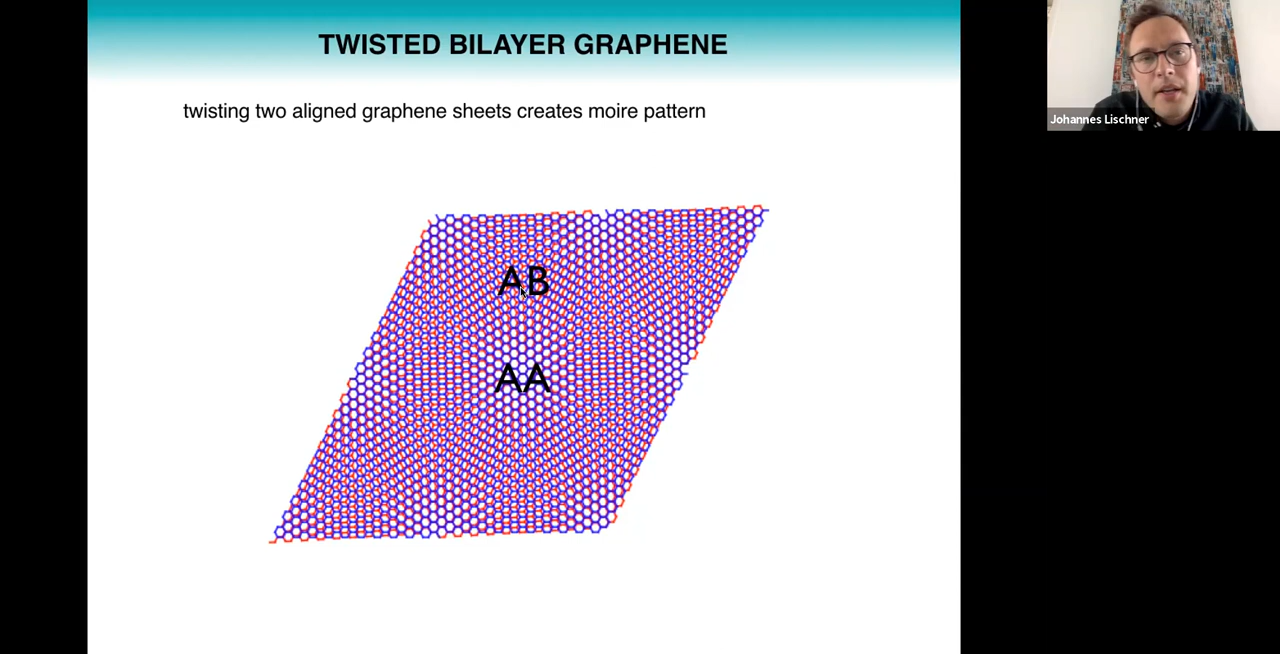 TWISTED BILAYER GRAPHENE
twisting two aligned graphene sheets creates moire pattern
Johannes Lischner
AB
AA